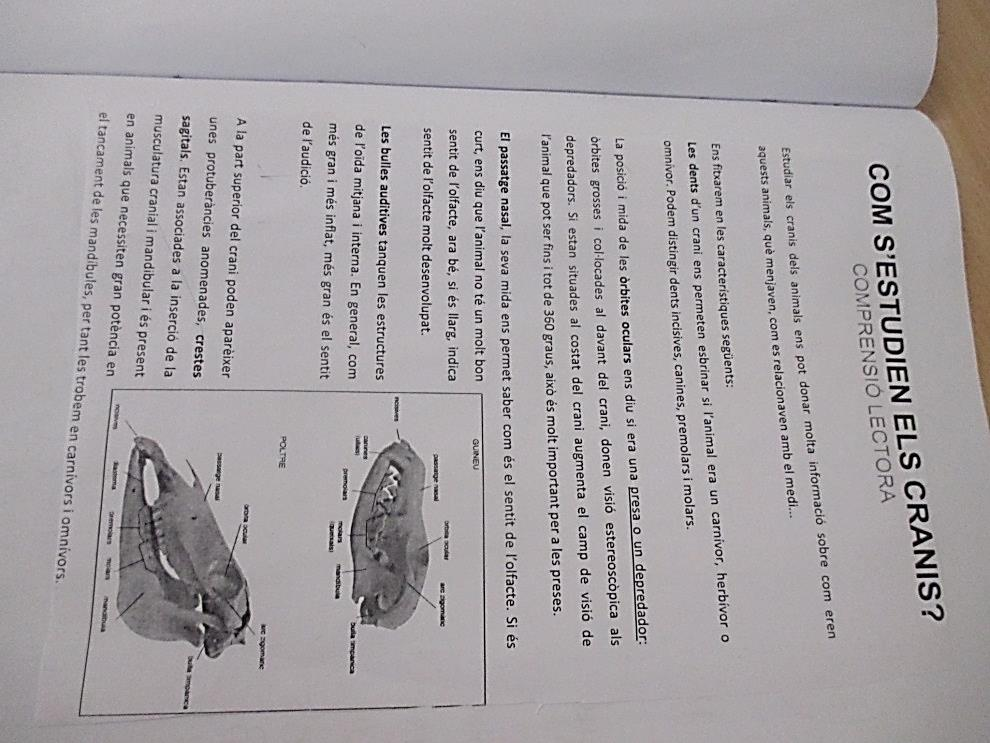 COM S'ESTUDIEN ELS CRANIS?
COMPRENSIÓ LECTORA
Estudiar els cranis dels animals ens pot donar molta informació sobre com eren
aquests animals, què menjaven, com es relacionaven amb el medi...
Ens fitxarem en les característiques següents:
Les dents d'un crani ens permeten esbrinar si l'animal era un carnívor, herbívor o
omnívor. Podem distingir dents incisives, canines, premolars i molars.
La posició i mida de les òrbites oculars ens diu si era una presa o un depredador:
òrbites grosses i col·locades al davant del crani, donen visió estereoscòpica als
depredadors. Si estan situades al costat del crani augmenta el camp de visió de
l'animal que pot ser fins i tot de 360 graus, això és molt important per a les preses.
El passatge nasal, la seva mida ens permet saber com és el sentit de l'olfacte. Si és
curt, ens diu que l'animal no té un molt bon
sentit de l'olfacte, ara bé, si és llarg, indica
sentit de l'olfacte molt desenvolupat.
Les bulles auditives tanquen les estructures
de l'oïda mitjana i interna. En general, com
més gran i més inflat, més gran és el sentit
de l'audició.
A la part superior del crani poden aparèixer
unes protuberàncies anomenades, crestes
sagitals. Estan associades a la inserció de la
musculatura cranial i mandibular i és present
en animals que necessiten gran potència en
el tancament de les mandíbules, per tant les trobem en carnívors i omnívors.
GUINEU
passatge nasal
òrbita ocular
arc zigomàric
incisives
canines
(ullals)
premolars
molars
(queixals)
mandíbula
bulla timpànica
POLTRE
passatge nasal
òrbita ocular
arc zigomàric
incisives
diastema
premolars
molars
mandíbula
bulla timpànica